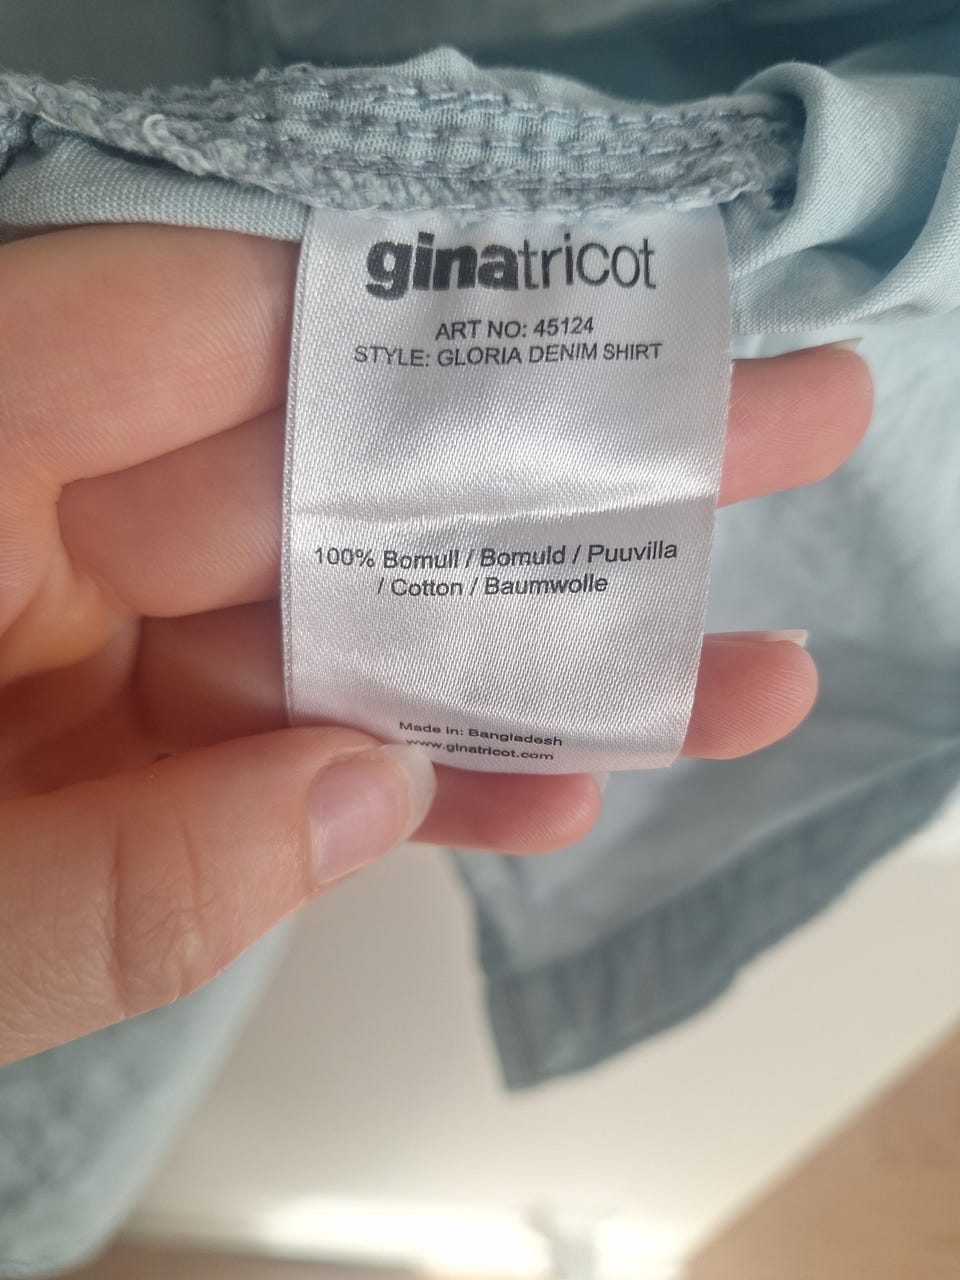 ginatricot
ART NO: 45124
STYLE: GLORIA DENIM SHIRT
100% Bomull / Bomuld / Puuvilla
/ Cotton / Baumwolle
Made in: Bangladesh
www.ginatricot.com